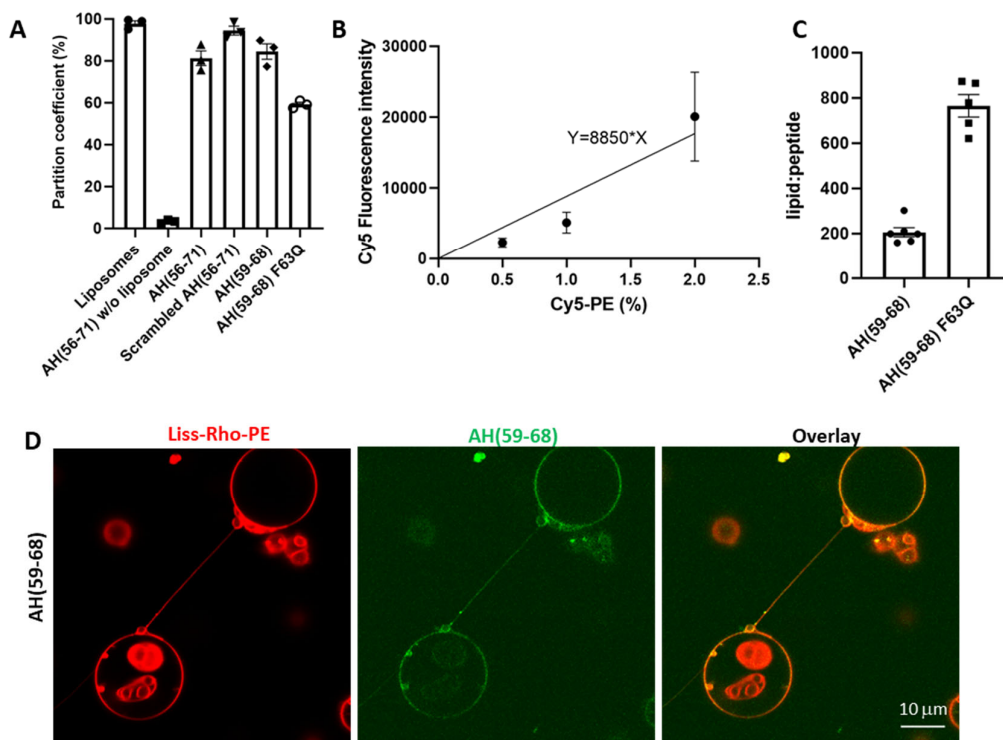 A
Partition coefficient (%)
100
80
60
40
20
0
Liposomes
AH(56-71) w/o liposome
AH(56-71)
Scrambled AH(56-71)
AH(59-68)
AH(59-68) F63Q
B
Cy5 Fluorescence intensity
30000
20000
10000
0
Y=8850*X
0.0 0.5 1.0 1.5 2.0 2.5
Cy5-PE (%)
C
lipid:peptide
1000
800
600
400
200
0
AH(59-68)
AH(59-68) F63Q
D
Liss-Rho-PE
AH(59-68)
Overlay
AH(59-68)
10 μm